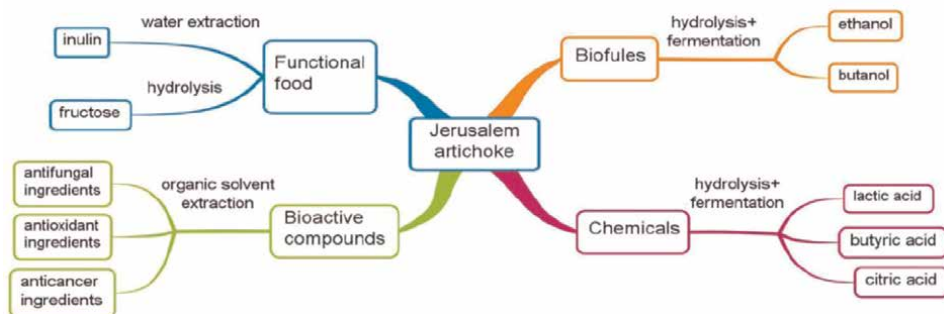 water extraction
inulin
hydrolysis
fructose
Functional
food
Biofules
hydrolysis+
fermentation
ethanol
butanol
Jerusalem
artichoke
antifungal
ingredients
organic solvent
extraction
antioxidant
ingredients
anticancer
ingredients
Bioactive
compounds
Chemicals
hydrolysis+
fermentation
lactic acid
butyric acid
citric acid